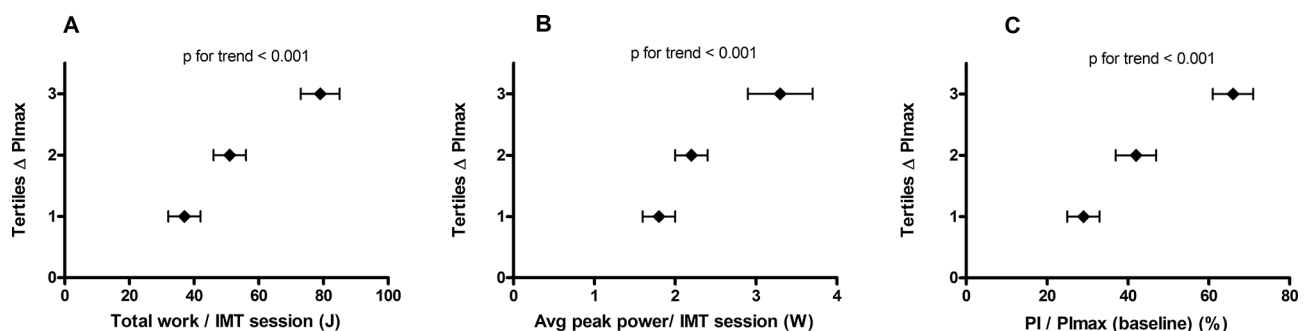 A
p for trend < 0.001
Tertiles Δ PImax
3
2
1
0
0 20 40 60 80 100
Total work / IMT session (J)
B
p for trend < 0.001
Tertiles Δ PImax
3
2
1
0
0 1 2 3 4
Avg peak power/ IMT session (W)
C
p for trend < 0.001
Tertiles Δ PImax
3
2
1
0
0 20 40 60 80
PI / PImax (baseline) (%)